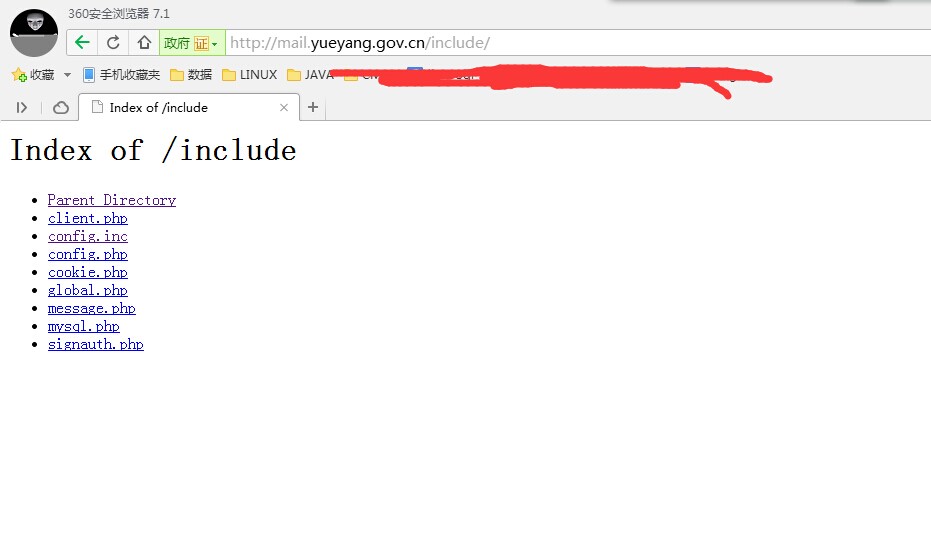 360安全浏览器 7.1
政府 证 http://mail.yueyang.gov.cn/include/
收藏 手机收藏夹 数据 LINUX JAVA
Index of /include
Index of /include
Parent Directory
client.php
config.inc
config.php
cookie.php
global.php
message.php
mysql.php
signauth.php